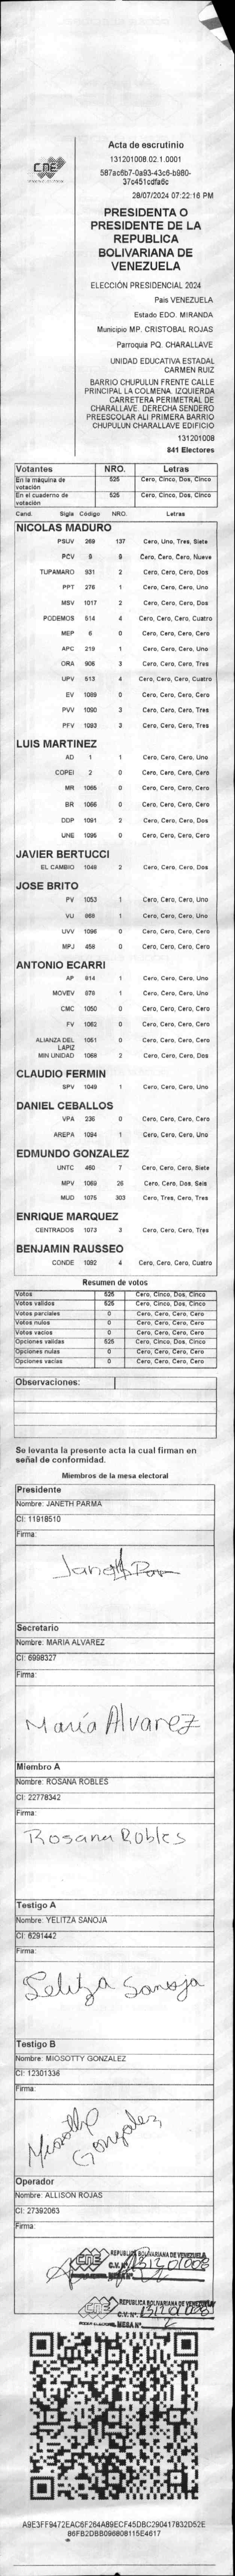 CNE
Acta de escrutinio
131201008.02.1.0001
587ac6b7-0a93-43c6-b980-
37c451cdfa6c
28/07/2024 07:22:16 PM
PRESIDENTA O
PRESIDENTE DE LA
REPUBLICA
BOLIVARIANA DE
VENEZUELA
ELECCIÓN PRESIDENCIAL 2024
Pais VENEZUELA
Estado EDO. MIRANDA
Municipio MP. CRISTOBAL ROJAS
Parroquia PQ. CHARALLAVE
UNIDAD EDUCATIVA ESTADAL
CARMEN RUIZ
BARRIO CHUPULUN FRENTE CALLE
PRINCIPAL LA COLMENA. IZQUIERDA
CARRETERA PERIMETRAL DE
CHARALLAVE. DERECHA SENDERO
PREESCOLAR ALI PRIMERA BARRIO
CHUPULUN CHARALLAVE EDIFICIO
131201008
841 Electores
Votantes NRO. Letras
En la máquina de votación 525 Cero, Cinco, Dos, Cinco
En el cuaderno de votación 525 Cero, Cinco, Dos, Cinco
Cand. Sigla Código NRO. Letras
NICOLAS MADURO
PSUV 269 137 Cero, Uno, Tres, Siete
PCV 9 9 Cero, Cero, Cero, Nueve
TUPAMARO 931 2 Cero, Cero, Cero, Dos
PPT 276 1 Cero, Cero, Cero, Uno
MSV 1017 2 Cero, Cero, Cero, Dos
PODEMOS 514 4 Cero, Cero, Cero, Cuatro
MEP 6 0 Cero, Cero, Cero, Cero
APC 219 1 Cero, Cero, Cero, Uno
ORA 906 3 Cero, Cero, Cero, Tres
UPV 513 4 Cero, Cero, Cero, Cuatro
EV 1089 0 Cero, Cero, Cero, Cero
PVV 1090 3 Cero, Cero, Cero, Tres
PFV 1093 3 Cero, Cero, Cero, Tres
LUIS MARTINEZ
AD 1 1 Cero, Cero, Cero, Uno
COPEI 2 0 Cero, Cero, Cero, Cero
MR 1065 0 Cero, Cero, Cero, Cero
BR 1066 0 Cero, Cero, Cero, Cero
DDP 1091 2 Cero, Cero, Cero, Dos
UNE 1095 0 Cero, Cero, Cero, Cero
JAVIER BERTUCCI
EL CAMBIO 1048 2 Cero, Cero, Cero, Dos
JOSE BRITO
PV 1053 1 Cero, Cero, Cero, Uno
VU 868 1 Cero, Cero, Cero, Uno
UVV 1096 0 Cero, Cero, Cero, Cero
MPJ 458 0 Cero, Cero, Cero, Cero
ANTONIO ECARRI
AP 814 1 Cero, Cero, Cero, Uno
MOVEV 978 1 Cero, Cero, Cero, Uno
CMC 1050 0 Cero, Cero, Cero, Cero
FV 1062 0 Cero, Cero, Cero, Cero
ALIANZA DEL LAPIZ 1051 0 Cero, Cero, Cero, Cero
MIN UNIDAD 1068 2 Cero, Cero, Cero, Dos
CLAUDIO FERMIN
SPV 1049 1 Cero, Cero, Cero, Uno
DANIEL CEBALLOS
VPA 236 0 Cero, Cero, Cero, Cero
AREPA 1094 1 Cero, Cero, Cero, Uno
EDMUNDO GONZALEZ
UNTC 460 7 Cero, Cero, Cero, Siete
MPV 1069 26 Cero, Cero, Dos, Seis
MUD 1075 303 Cero, Tres, Cero, Tres
ENRIQUE MARQUEZ
CENTRADOS 1073 3 Cero, Cero, Cero, Tres
BENJAMIN RAUSSEO
CONDE 1092 4 Cero, Cero, Cero, Cuatro
Resumen de votos
Votos 525 Cero, Cinco, Dos, Cinco
Votos validos 525 Cero, Cinco, Dos, Cinco
Votos parciales 0 Cero, Cero, Cero, Cero
Votos nulos 0 Cero, Cero, Cero, Cero
Votos vacios 0 Cero, Cero, Cero, Cero
Opciones validas 525 Cero, Cinco, Dos, Cinco
Opciones nulas 0 Cero, Cero, Cero, Cero
Opciones vacias 0 Cero, Cero, Cero, Cero
Observaciones:
Se levanta la presente acta la cual firman en
señal de conformidad.
Miembros de la mesa electoral
Presidente
Nombre: JANETH PARMA
CI: 11918510
Firma:
Secretario
Nombre: MARIA ALVAREZ
CI: 6998327
Firma:
María Alvarez
Miembro A
Nombre: ROSANA ROBLES
CI: 22778342
Firma:
Rosana Robles
Testigo A
Nombre: YELITZA SANOJA
CI: 6291442
Firma:
Yelitza Sanoja
Testigo B
Nombre: MIOSOTTY GONZALEZ
CI: 12301336
Firma:
Miosotty Gonzalez
Operador
Nombre: ALLISON ROJAS
CI: 27392063
Firma:
CNE REPUBLICA BOLIVARIANA DE VENEZUELA
C.V. Nº 131201008
MESA Nº 2
CNE REPUBLICA BOLIVARIANA DE VENEZUELA
C.V. Nº 131201008
MESA Nº 2
A9E3FF9472EAC6F264A89ECF45DBC290417832D52E
86FB2DBB096808115E4617